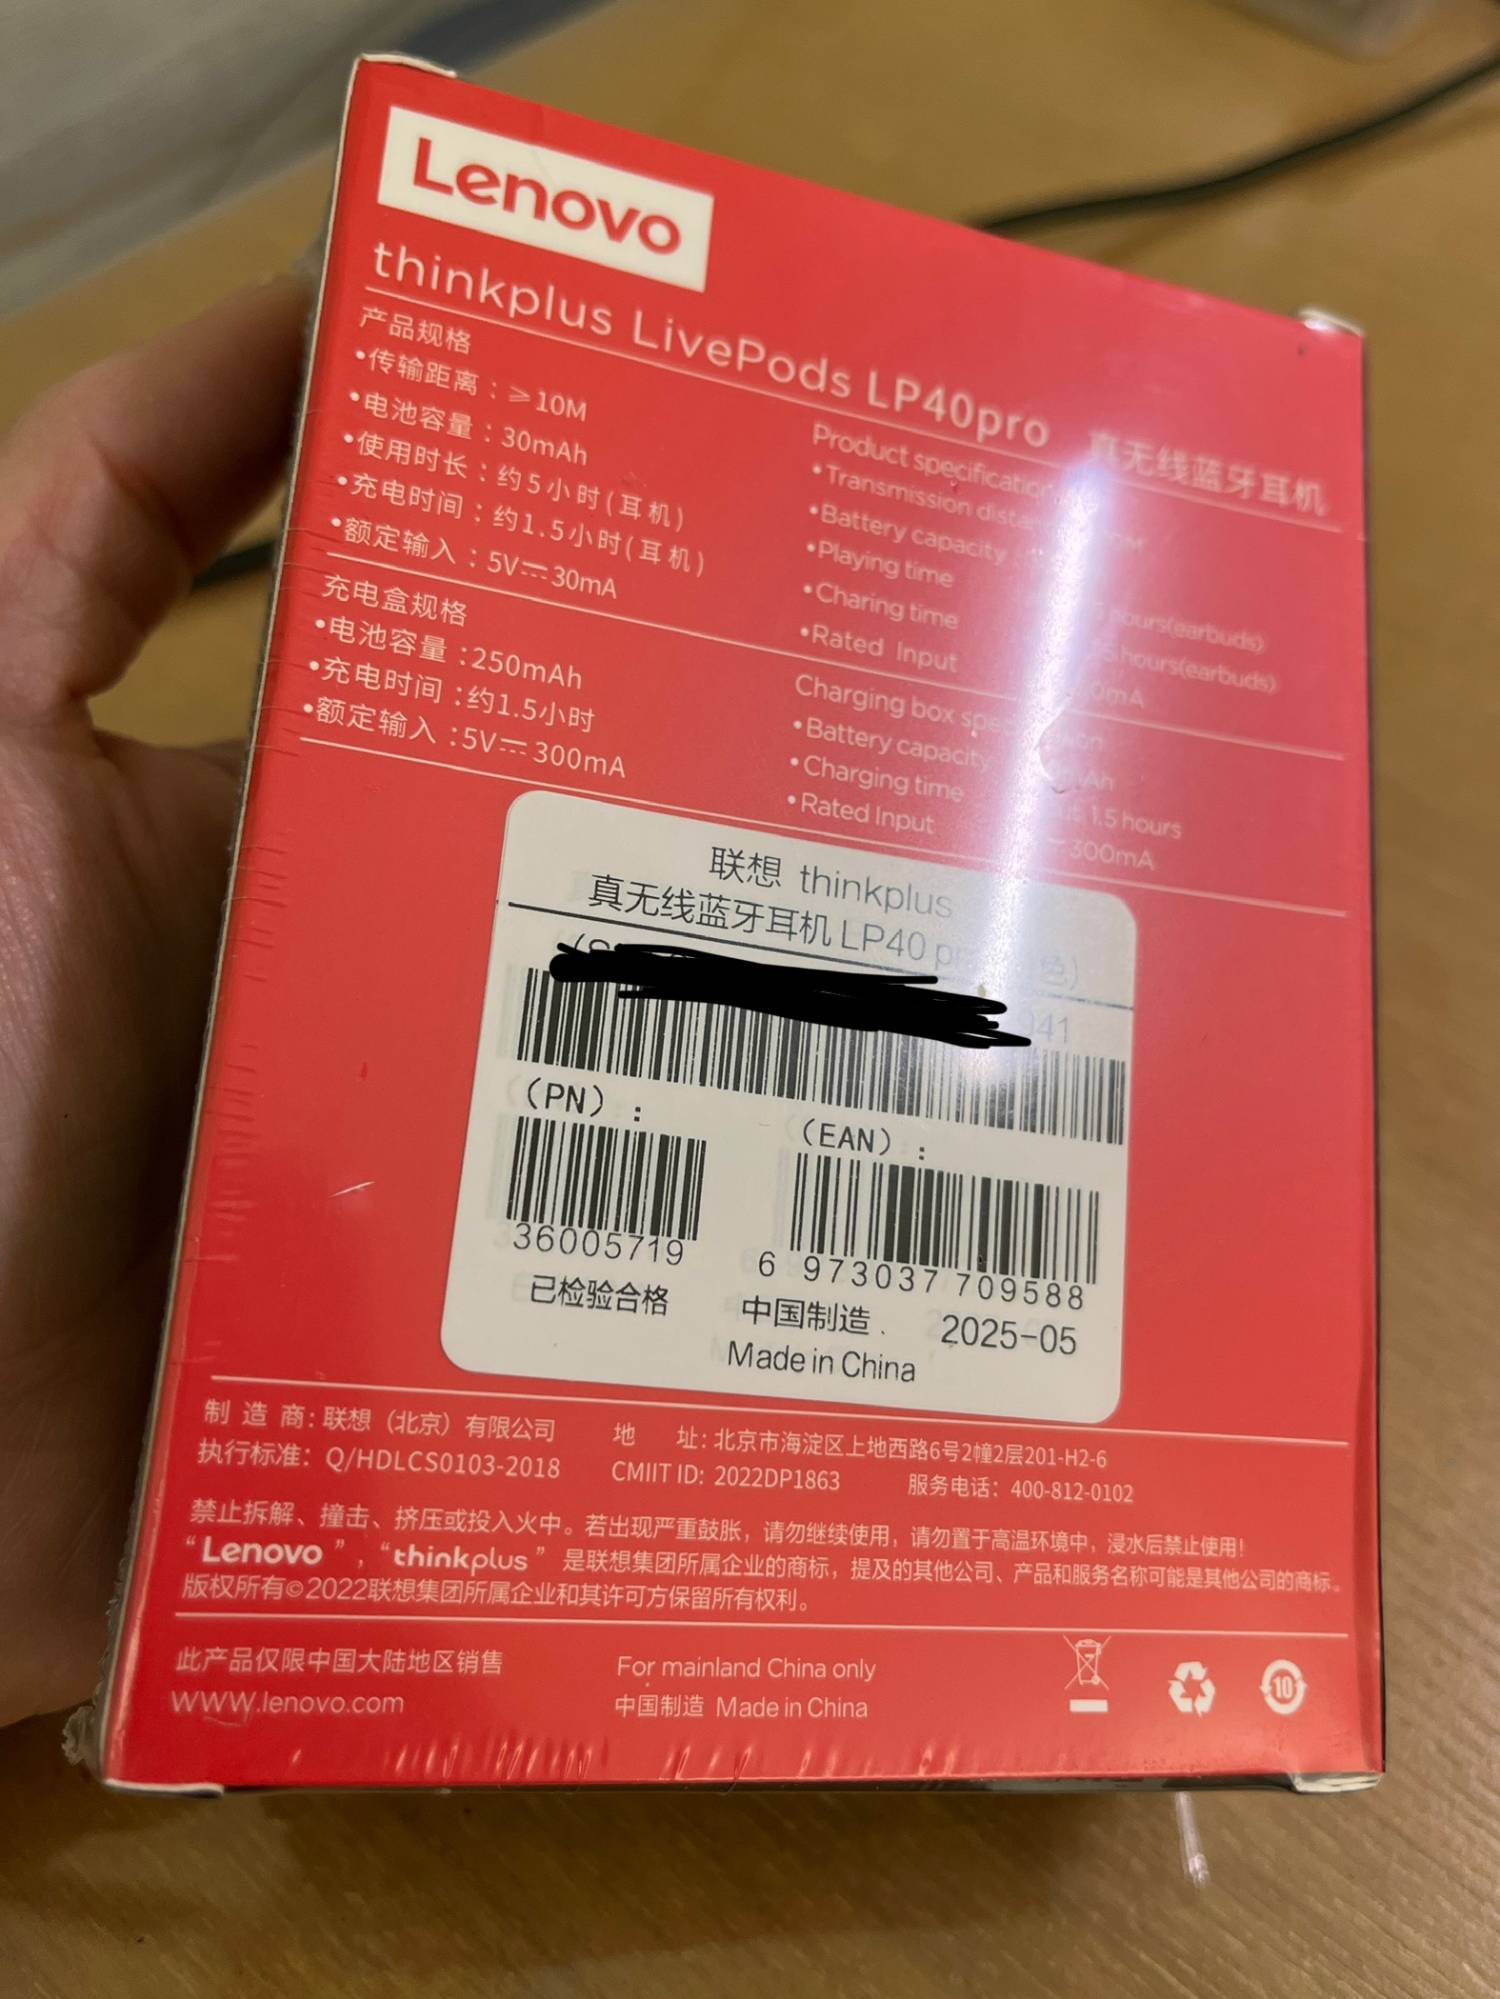 Lenovo
thinkplus LivePods LP40pro 真无线蓝牙耳机
产品规格
•传输距离：≥10M
•电池容量：30mAh
•使用时长：约5小时(耳机)
•充电时间：约1.5小时(耳机)
•额定输入：5V⎓30mA
Product specification
•Transmission
•Battery capacity
•Playing time hours(earbuds)
•Charing time hours(earbuds)
•Rated Input
充电盒规格
•电池容量:250mAh
•充电时间:约1.5小时
•额定输入:5V⎓300mA
Charging box
•Battery capacity
•Charging time 1.5 hours
•Rated Input 300mA
联想 thinkplus
真无线蓝牙耳机 LP40 色)
041
（PN）:
36005719
已检验合格
（EAN）:
6 973037 709588
中国制造 2025-05
Made in China
制造商: 联想（北京）有限公司 地址: 北京市海淀区上地西路6号2幢2层201-H2-6
执行标准: Q/HDLCS0103-2018 CMIIT ID: 2022DP1863 服务电话: 400-812-0102
禁止拆解、撞击、挤压或投入火中。若出现严重鼓胀，请勿继续使用，请勿置于高温环境中，浸水后禁止使用！
“Lenovo”，“thinkplus”是联想集团所属企业的商标，提及的其他公司、产品和服务名称可能是其他公司的商标。
版权所有©2022联想集团所属企业和其许可方保留所有权利。
此产品仅限中国大陆地区销售 For mainland China only
WWW.lenovo.com 中国制造 Made in China
10